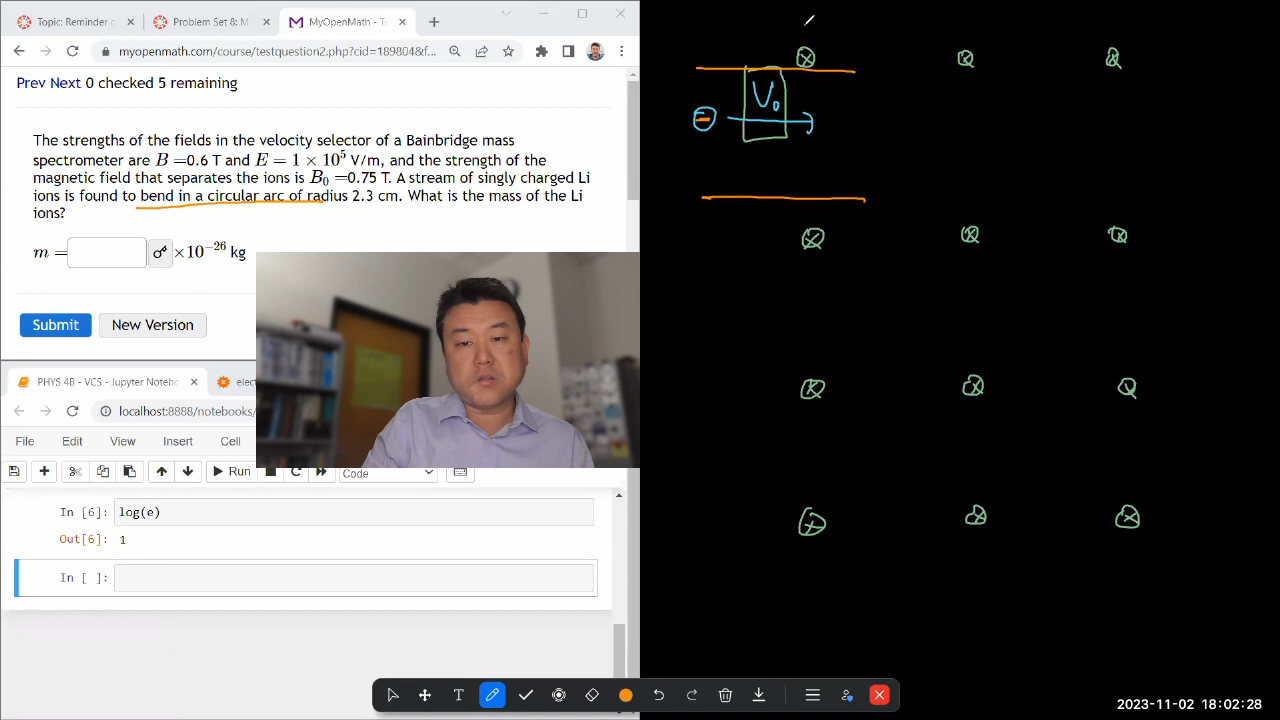 Topic: Reminder o
Problem Set 8: M
MyOpenMath - Te
myopenmath.com/course/testquestion2.php?cid=189804&f...
Prev Next 0 checked 5 remaining
The strengths of the fields in the velocity selector of a Bainbridge mass
spectrometer are B =0.6 T and E = 1 × 10⁵ V/m, and the strength of the
magnetic field that separates the ions is B₀ =0.75 T. A stream of singly charged Li
ions is found to bend in a circular arc of radius 2.3 cm. What is the mass of the Li
ions?
m = ×10⁻²⁶ kg
Submit New Version
PHYS 4B - VCS - Jupyter Noteb
elec
localhost:8888/notebooks/
File Edit View Insert Cell
Run Code
In [6]: log(e)
Out[6]: 1
In [ ]:
V₀
T
2023-11-02 18:02:28